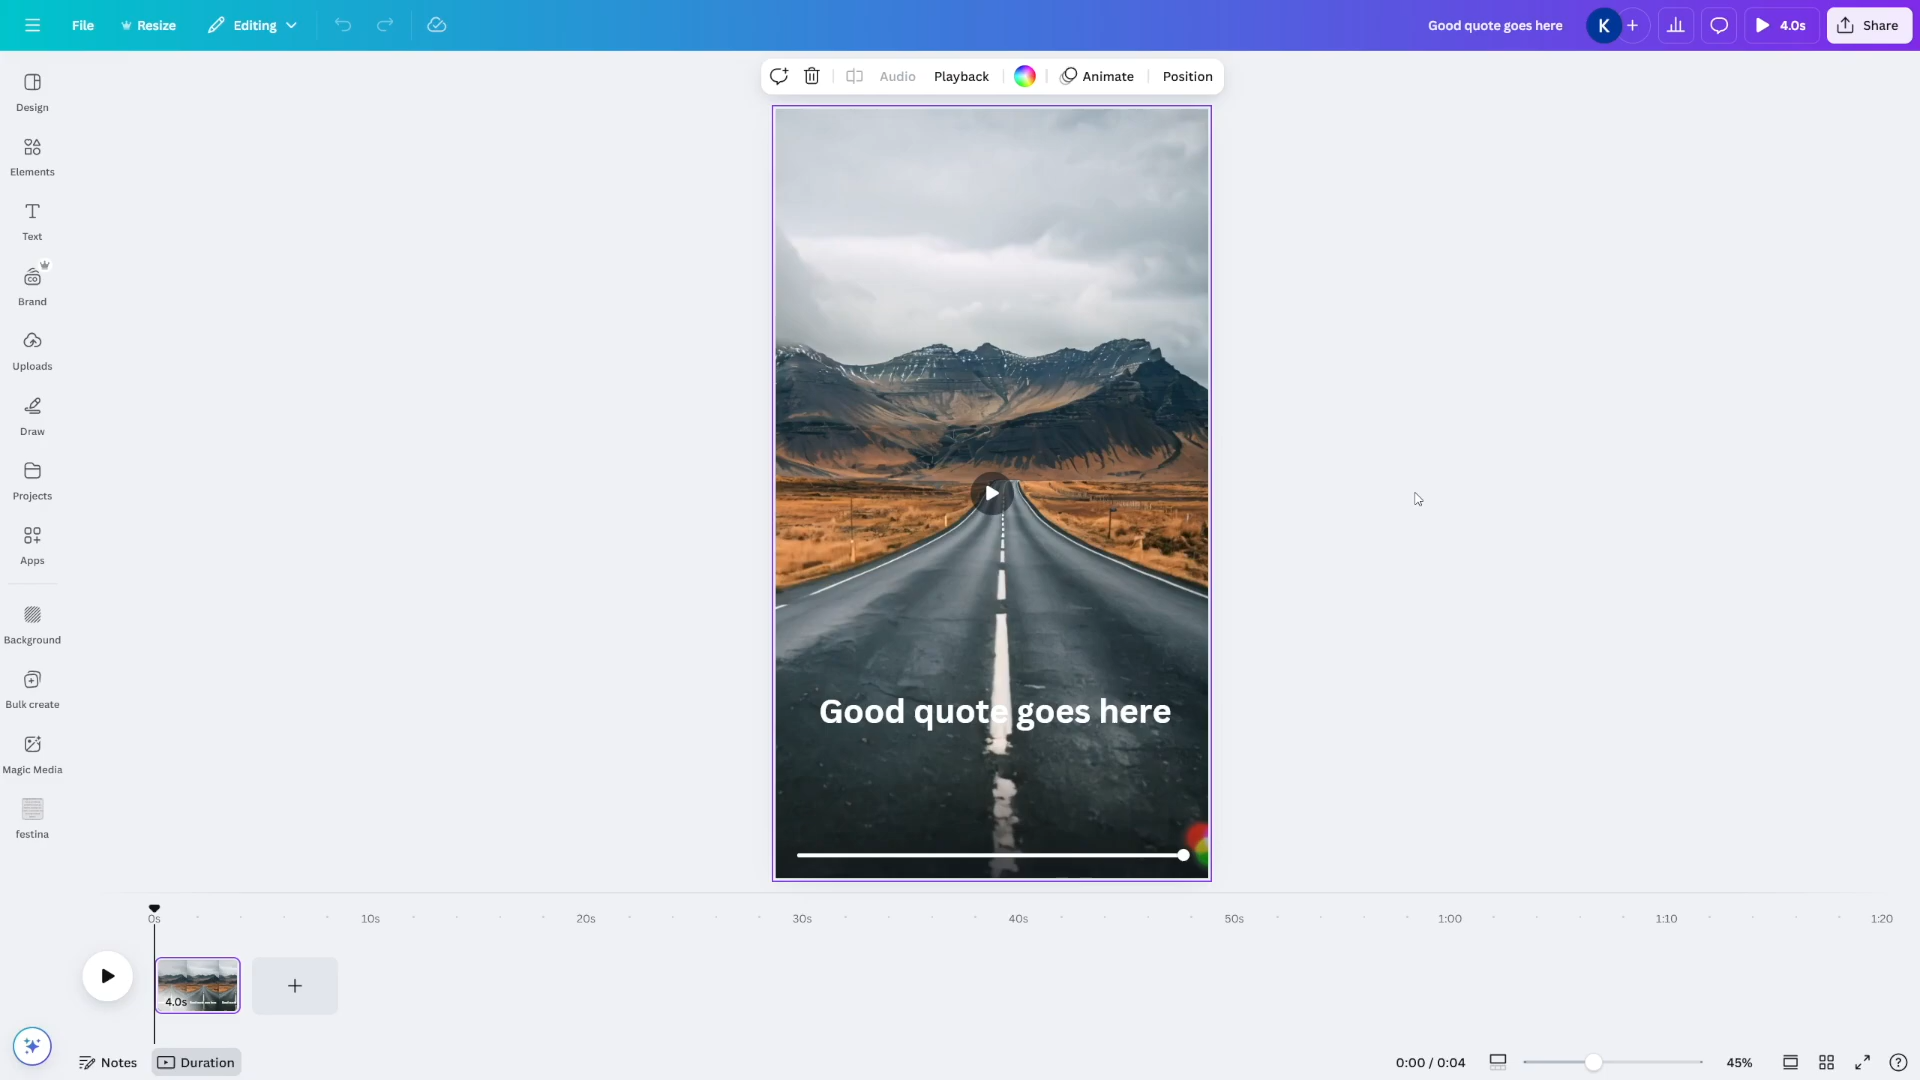 File
Resize
Editing
Good quote goes here
K
+
4.0s
Share
Design
Elements
Text
Brand
CO
Uploads
Draw
Projects
Apps
Background
Bulk create
Magic Media
festina
Audio
Playback
Animate
Position
Good quote goes here
0s
10s
20s
30s
40s
50s
1:00
1:10
1:20
4.0s
+
Notes
Duration
0:00 / 0:04
45%
?